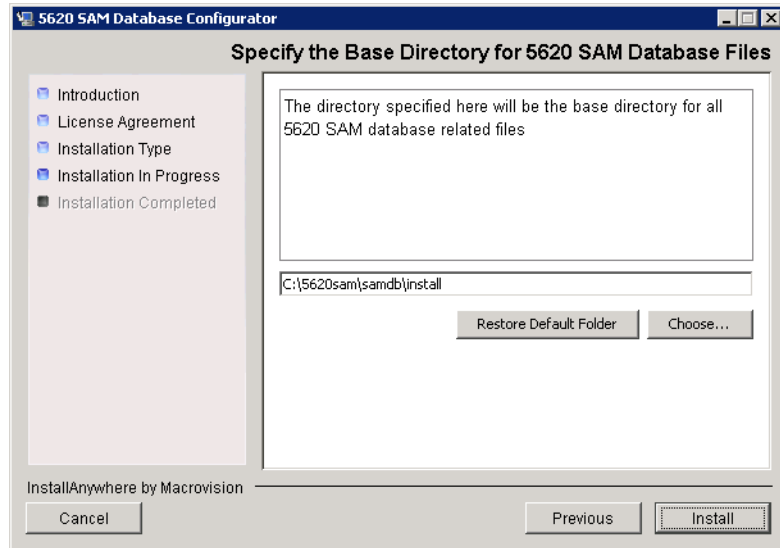 5620 SAM Database Configurator
Specify the Base Directory for 5620 SAM Database Files
Introduction
License Agreement
Installation Type
Installation In Progress
Installation Completed
The directory specified here will be the base directory for all
5620 SAM database related files
C:\5620sam\samdb\install
Restore Default Folder
Choose...
InstallAnywhere by Macrovision
Cancel
Previous
Install